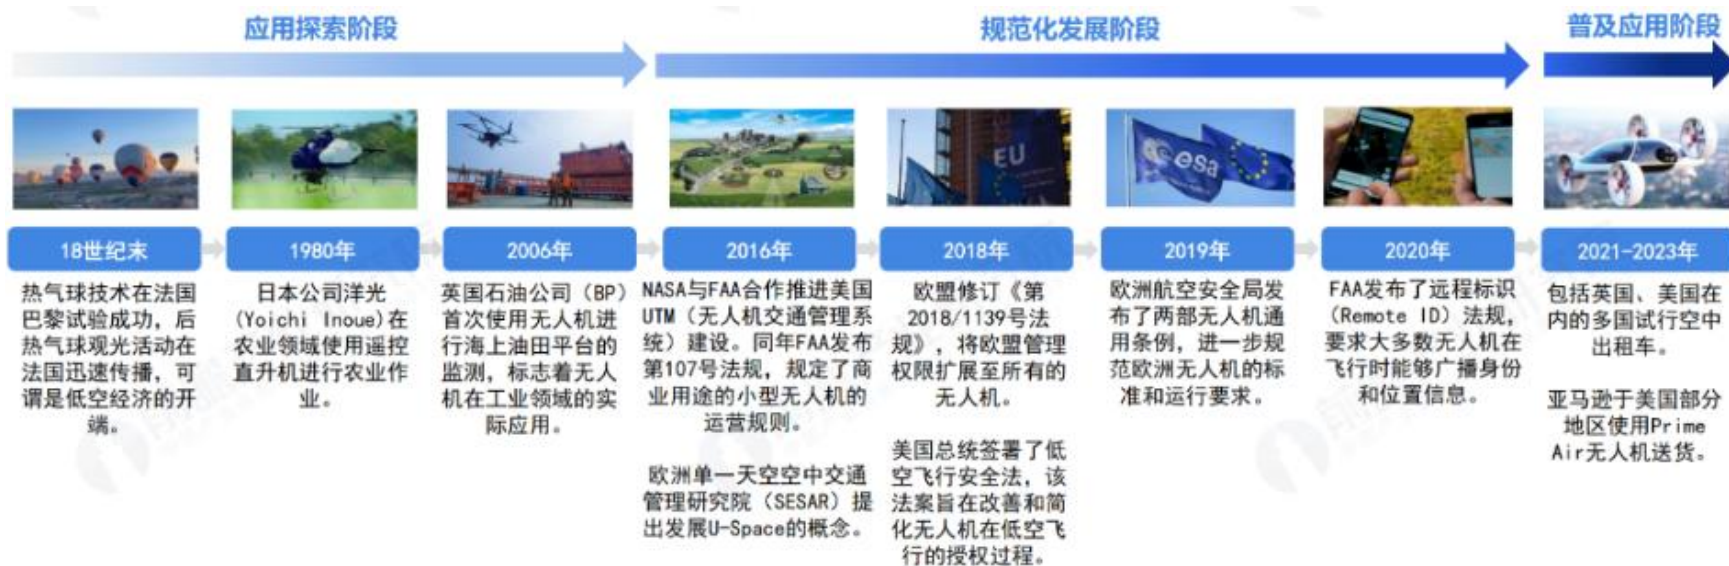 应用探索阶段
规范化发展阶段
普及应用阶段
EU
esa
18世纪末
热气球技术在法国
巴黎试验成功，后
热气球观光活动在
法国迅速传播，可
谓是低空经济的开
端。
1980年
日本公司洋光
(Yoichi Inoue)在
农业领域使用遥控
直升机进行农业作
业。
2006年
英国石油公司（BP）
首次使用无人机进
行海上油田平台的
监测，标志着无人
机在工业领域的实
际应用。
2016年
NASA与FAA合作推进美国
UTM（无人机交通管理系
统）建设。同年FAA发布
第107号法规，规定了商
业用途的小型无人机的
运营规则。
欧洲单一天空空中交通
管理研究院（SESAR）提
出发展U-Space的概念。
2018年
欧盟修订《第
2018/1139号法
规》，将欧盟管理
权限扩展至所有的
无人机。
美国总统签署了低
空飞行安全法，该
法案旨在改善和简
化无人机在低空飞
行的授权过程。
2019年
欧洲航空安全局发
布了两部无人机通
用条例，进一步规
范欧洲无人机的标
准和运行要求。
2020年
FAA发布了远程标识
（Remote ID）法规，
要求大多数无人机在
飞行时能够广播身份
和位置信息。
2021-2023年
包括英国、美国在
内的多国试行空中
出租车。
亚马逊于美国部分
地区使用Prime
Air无人机送货。